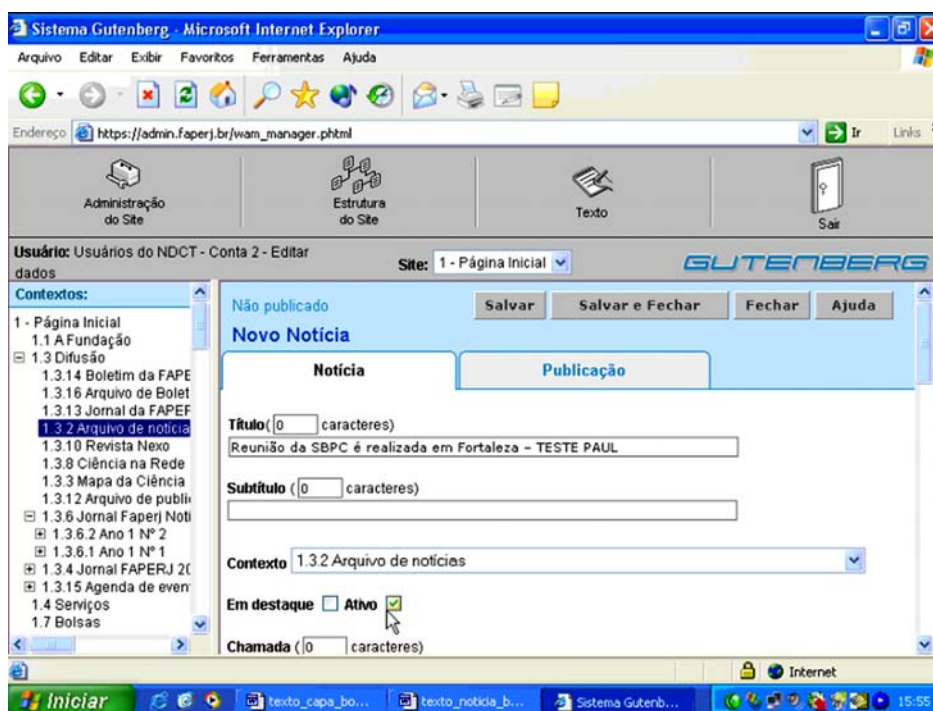 Sistema Gutenberg - Microsoft Internet Explorer
Arquivo Editar Exibir Favoritos Ferramentas Ajuda
Endereço https://admin.faperj.br/wam_manager.phtml Ir Links
Administração do Site
Estrutura do Site
Texto
Sair
Usuário: Usuários do NDCT - Conta 2 - Editar dados
Site: 1 - Página Inicial
GUTENBERG
Contextos:
1 - Página Inicial
1.1 A Fundação
1.3 Difusão
1.3.14 Boletim da FAPE
1.3.16 Arquivo de Bolet
1.3.13 Jornal da FAPER
1.3.2 Arquivo de notícia
1.3.10 Revista Nexo
1.3.8 Ciência na Rede
1.3.3 Mapa da Ciência
1.3.12 Arquivo de public
1.3.6 Jornal Faperj Noti
1.3.6.2 Ano 1 Nº 2
1.3.6.1 Ano 1 Nº 1
1.3.4 Jornal FAPERJ 20
1.3.15 Agenda de even
1.4 Serviços
1.7 Bolsas
Não publicado
Salvar Salvar e Fechar Fechar Ajuda
Novo Notícia
Notícia Publicação
Título( 0 caracteres)
Reunião da SBPC é realizada em Fortaleza – TESTE PAUL
Subtítulo ( 0 caracteres)
Contexto 1.3.2 Arquivo de notícias
Em destaque Ativo
Chamada ( 0 caracteres)
Internet
Iniciar texto_capa_bo... texto_noticia_b... Sistema Gutenb... 15:55